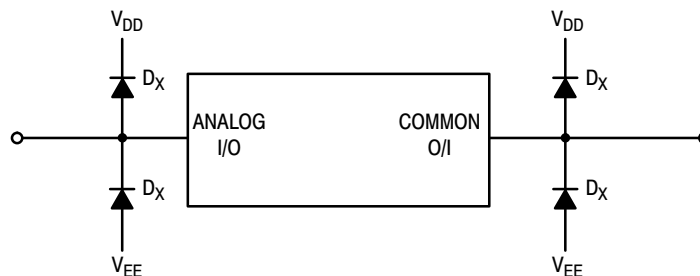 V_DD V_DD
D_X D_X
ANALOG COMMON
I/O O/I
D_X D_X
V_EE V_EE